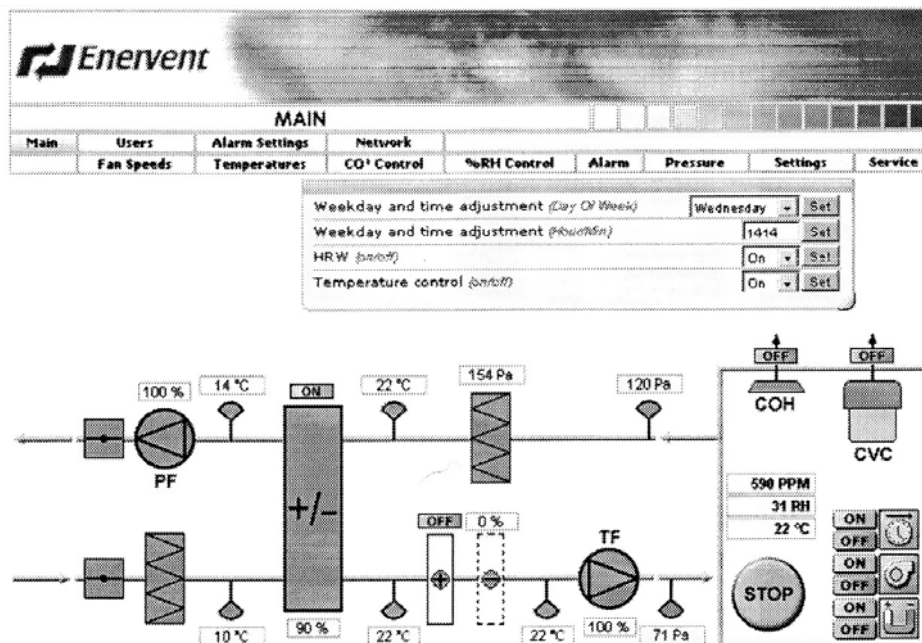 Enervent
MAIN
Main Users Alarm Settings Network
Fan Speeds Temperatures CO² Control %RH Control Alarm Pressure Settings Service
Weekday and time adjustment (Day Of Week) Wednesday Set
Weekday and time adjustment (Hour/Min) 1414 Set
HRW (on/off) On Set
Temperature control (on/off) On Set
OFF OFF
100 % 14 °C ON 22 °C 154 Pa 120 Pa
COH
CVC
PF
+/-
590 PPM
31 RH
22 °C
ON
OFF
OFF 0 % TF
ON
OFF
STOP
ON
OFF
10 °C 90 % 22 °C 22 °C 100 % 71 Pa